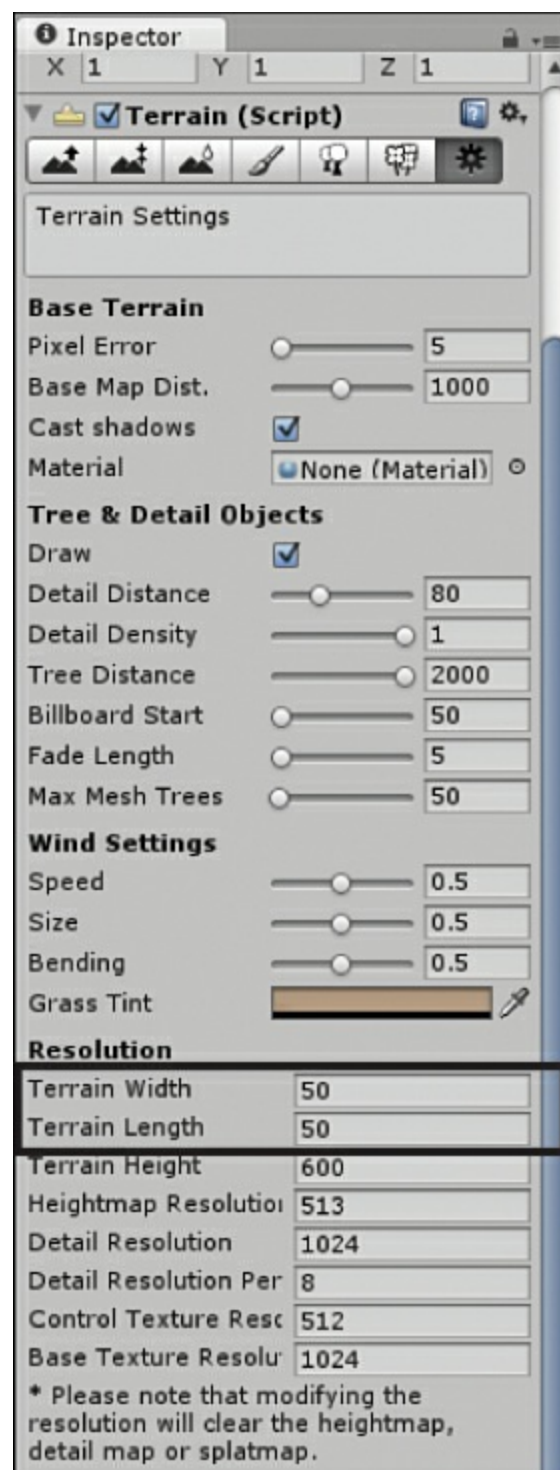 Inspector
X 1 Y 1 Z 1
Terrain (Script)
Terrain Settings
Base Terrain
Pixel Error 5
Base Map Dist. 1000
Cast shadows
Material None (Material)
Tree & Detail Objects
Draw
Detail Distance 80
Detail Density 1
Tree Distance 2000
Billboard Start 50
Fade Length 5
Max Mesh Trees 50
Wind Settings
Speed 0.5
Size 0.5
Bending 0.5
Grass Tint
Resolution
Terrain Width 50
Terrain Length 50
Terrain Height 600
Heightmap Resolution 513
Detail Resolution 1024
Detail Resolution Per 8
Control Texture Resc 512
Base Texture Resolu 1024
* Please note that modifying the
resolution will clear the heightmap,
detail map or splatmap.